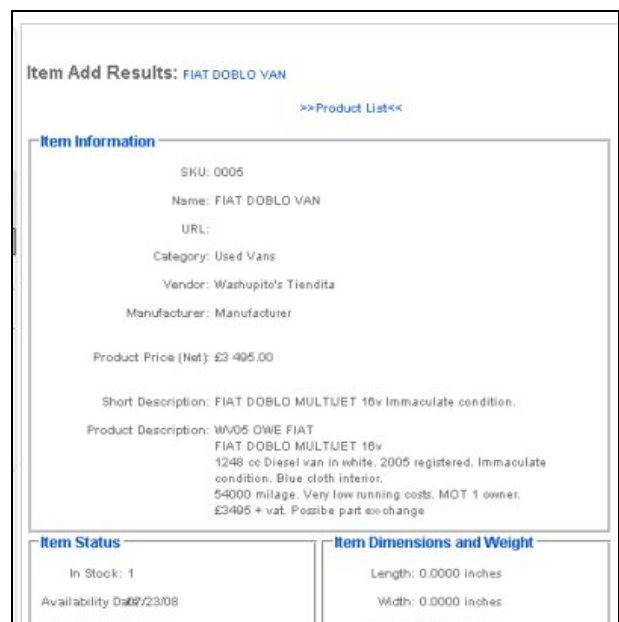 Item Add Results: FIAT DOBLO VAN
>>Product List<<
Item Information
SKU: 0005
Name: FIAT DOBLO VAN
URL:
Category: Used Vans
Vendor: Washupito's Tiendita
Manufacturer: Manufacturer
Product Price (Net): £3 495.00
Short Description: FIAT DOBLO MULTIJET 16v Immaculate condition.
Product Description: WV05 OWE FIAT
FIAT DOBLO MULTIJET 16v
1248 cc Diesel van in white. 2005 registered. Immaculate
condition. Blue cloth interior.
54000 milage. Very low running costs. MOT 1 owner.
£3495 + vat. Possibe part exchange
Item Status
In Stock: 1
Availability Date: /23/08
Item Dimensions and Weight
Length: 0.0000 inches
Width: 0.0000 inches